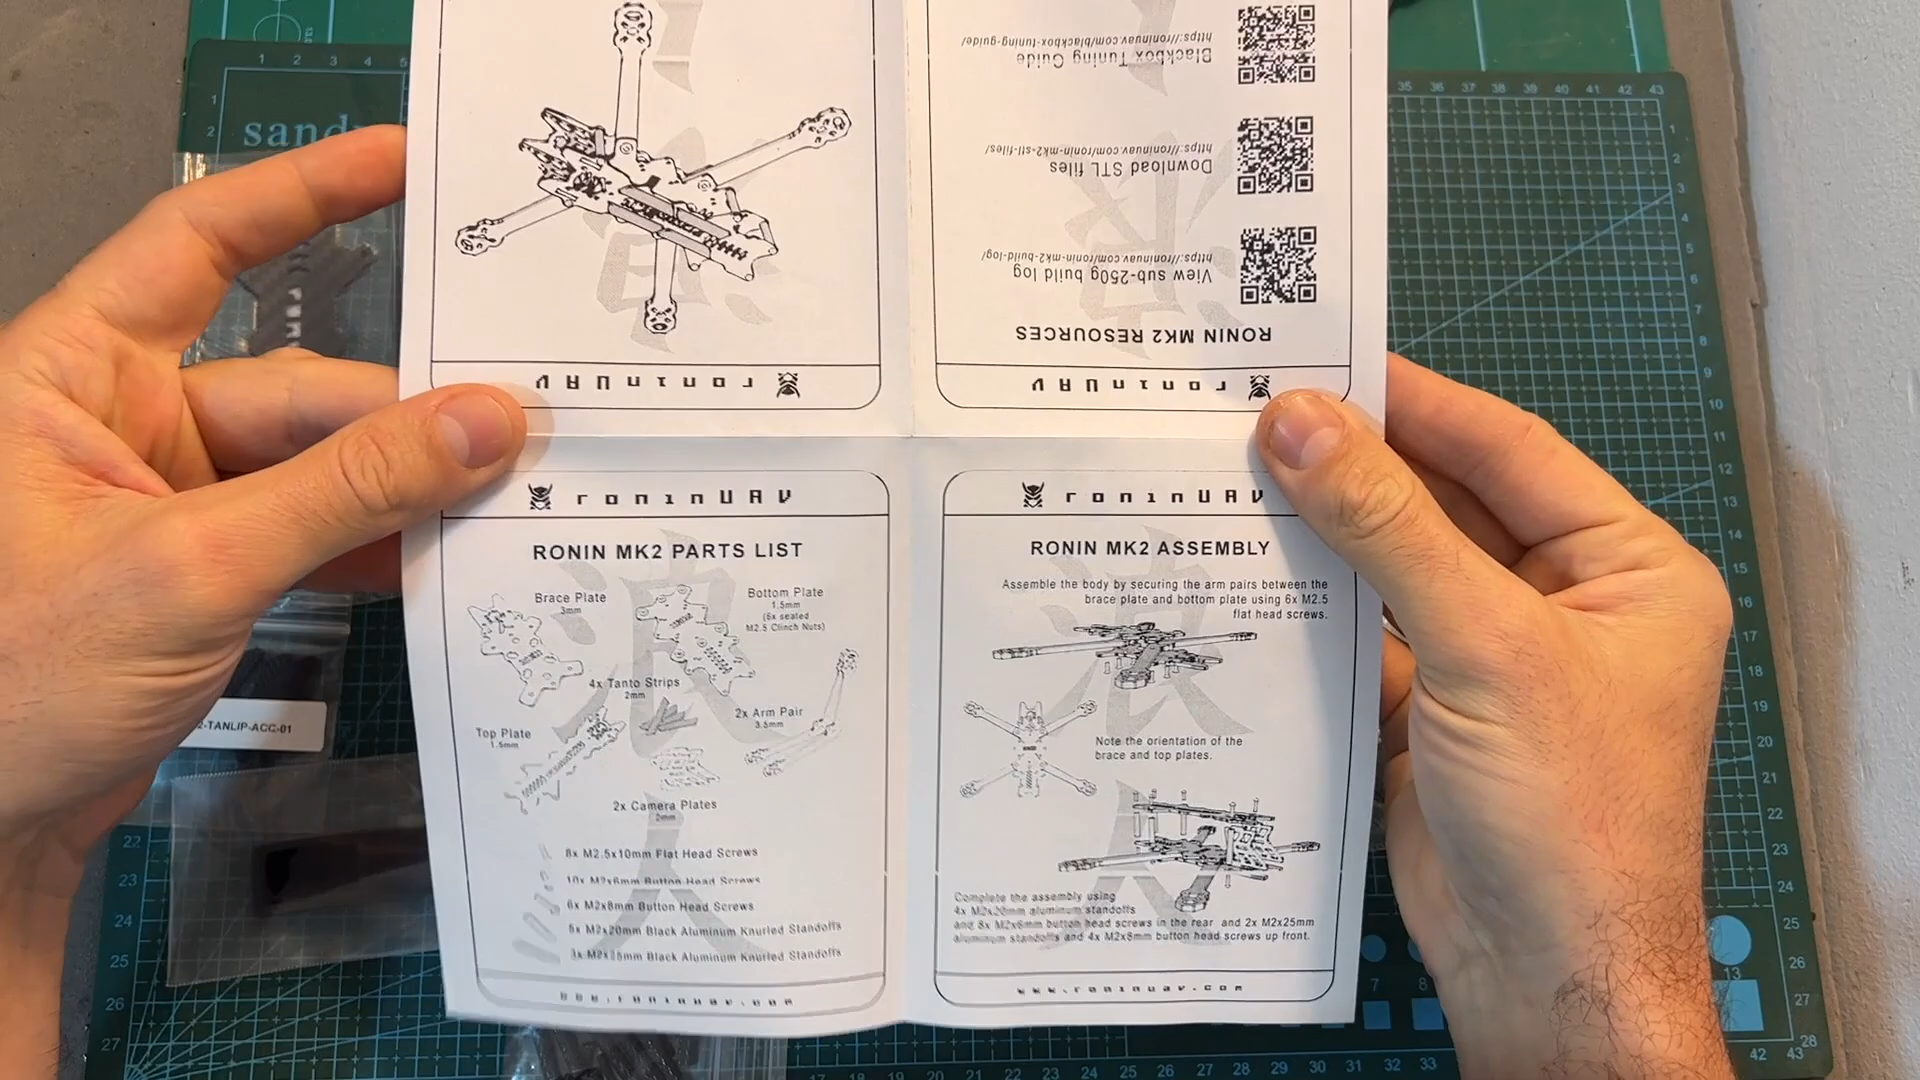 sand
roninUAV
RONIN MK2 RESOURCES
View sub-250g build log
https://roninuav.com/ronin-mk2-build-log/
Download STL files
https://roninuav.com/ronin-mk2-stl-files/
Blackbox Tuning Guide
https://roninuav.com/blackbox-tuning-guide/
roninUAV
roninUAV
RONIN MK2 PARTS LIST
Brace Plate
3mm
Bottom Plate
1.5mm
(6x seated
M2.5 Clinch Nuts)
4x Tanto Strips
2mm
2x Arm Pair
3.5mm
Top Plate
1.5mm
2x Camera Plates
2mm
8x M2.5x10mm Flat Head Screws
10x M2x6mm Button Head Screws
6x M2x8mm Button Head Screws
5x M2x20mm Black Aluminum Knurled Standoffs
3x M2x25mm Black Aluminum Knurled Standoffs
www.roninuav.com
roninUAV
RONIN MK2 ASSEMBLY
Assemble the body by securing the arm pairs between the
brace plate and bottom plate using 6x M2.5
flat head screws.
Note the orientation of the
brace and top plates.
Complete the assembly using
4x M2x20mm aluminum standoffs
and 8x M2x6mm button head screws in the rear and 2x M2x25mm
aluminum standoffs and 4x M2x8mm button head screws up front.
www.roninuav.com
2-TANLIP-ACC-01
浪人